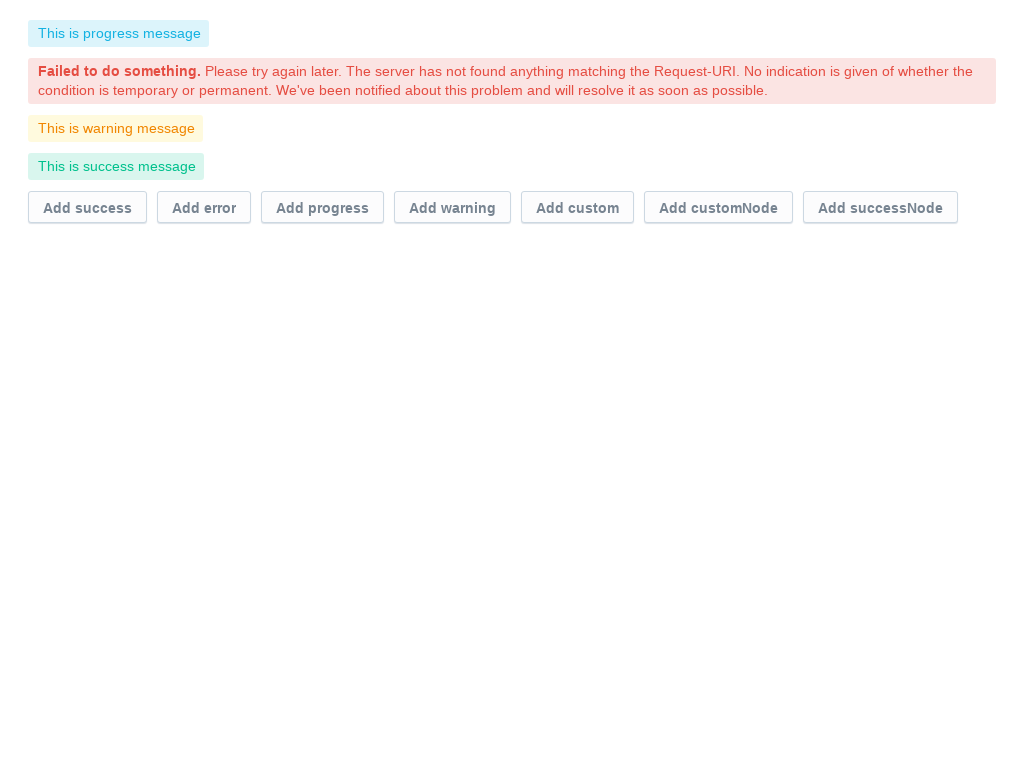 This is progress message
Failed to do something. Please try again later. The server has not found anything matching the Request-URI. No indication is given of whether the
condition is temporary or permanent. We've been notified about this problem and will resolve it as soon as possible.
This is warning message
This is success message
Add success Add error Add progress Add warning Add custom Add customNode Add successNode